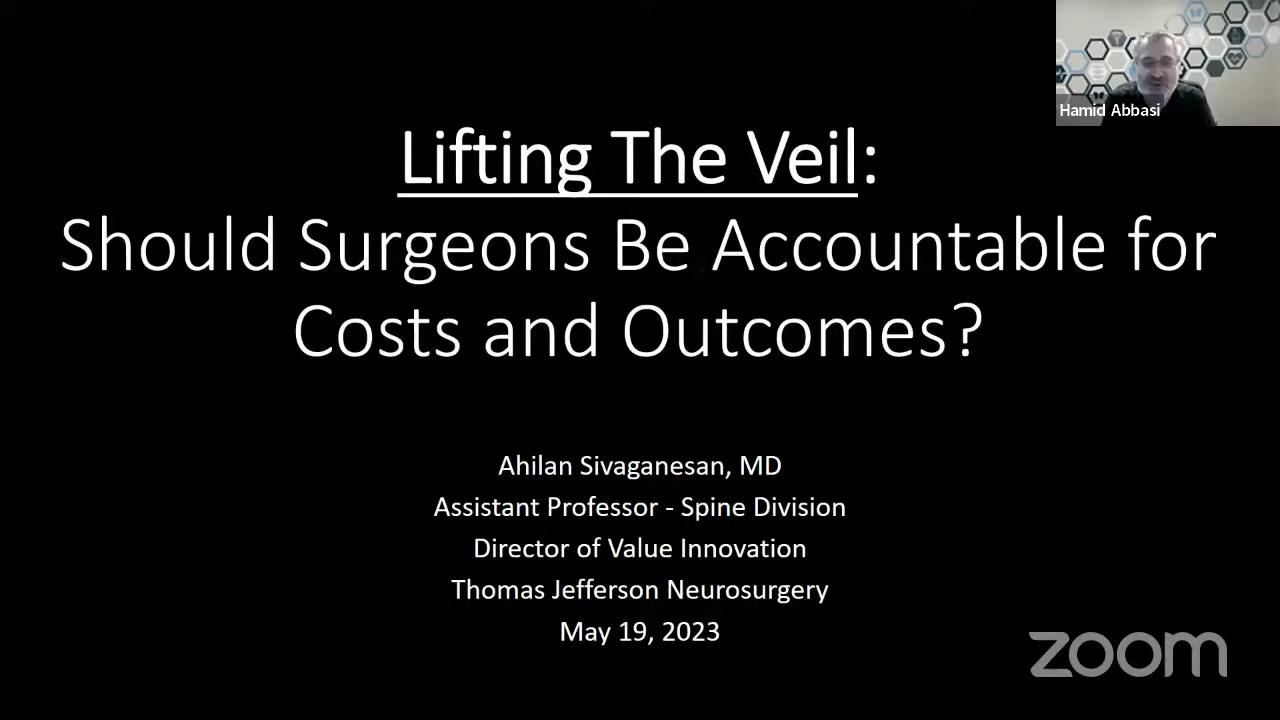 Hamid Abbasi
Lifting The Veil:
Should Surgeons Be Accountable for
Costs and Outcomes?
Ahilan Sivaganesan, MD
Assistant Professor - Spine Division
Director of Value Innovation
Thomas Jefferson Neurosurgery
May 19, 2023
zoom